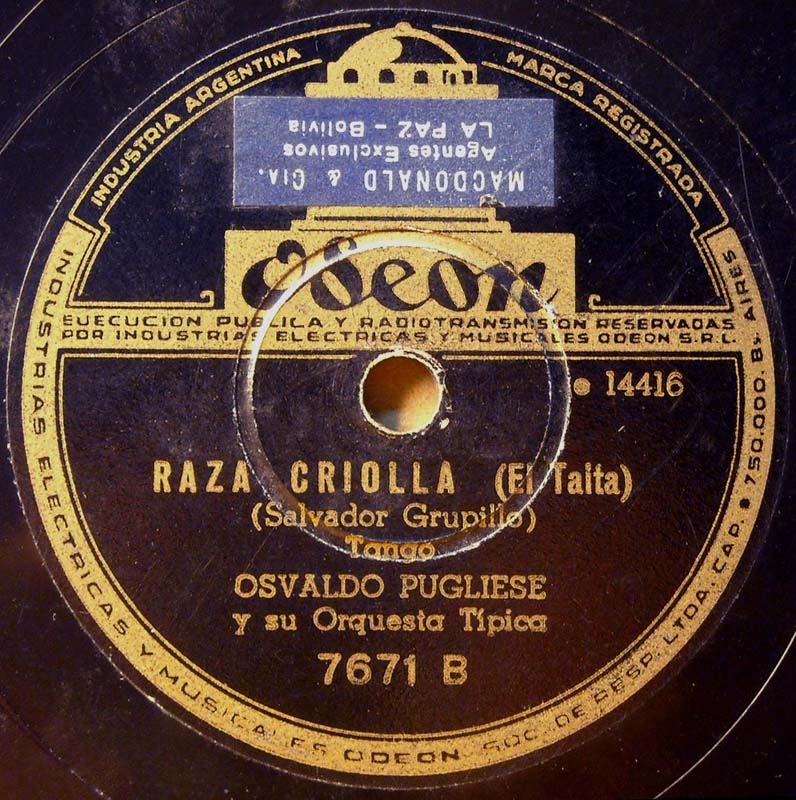 INDUSTRIA ARGENTINA
MARCA REGISTRADA
MACDONALD & CIA.
Agentes Exclusivos
LA PAZ - Bolivia
Odeon
EJECUCION PUBLICA Y RADIOTRANSMISION RESERVADAS
POR INDUSTRIAS ELECTRICAS Y MUSICALES ODEON S.R.L.
14416
RAZA CRIOLLA (El Taita)
(Salvador Grupillo)
Tango
OSVALDO PUGLIESE
y su Orquesta Típica
7671 B
INDUSTRIAS ELECTRICAS Y MUSICALES ODEON SOC. DE RESP. LTDA. CAP. $ 750.000. Bs. AIRES